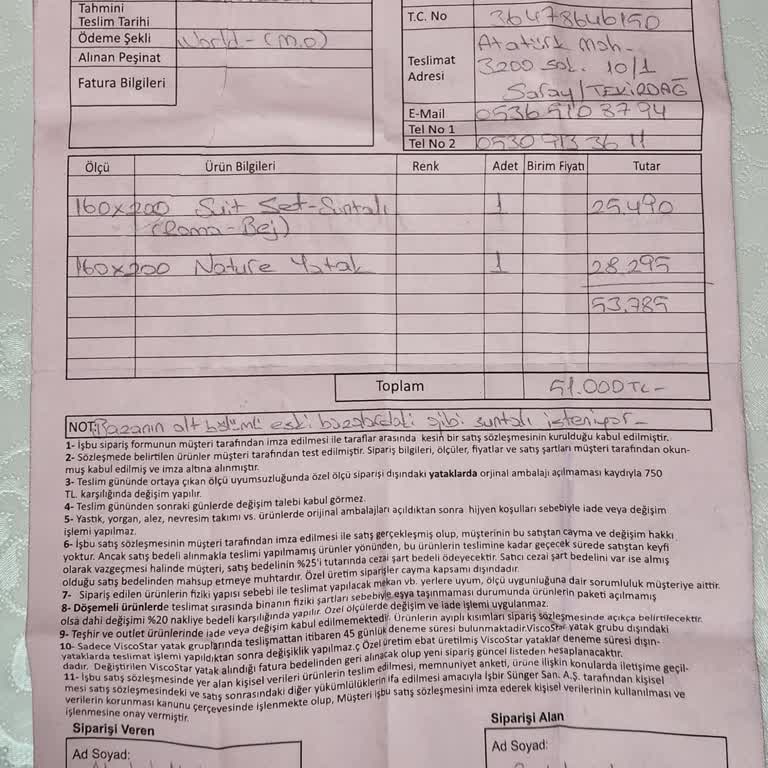 Tahmini
Teslim Tarihi
Ödeme Şekli World-(M.O)
Alınan Peşinat
Fatura Bilgileri
T.C. No 36478646150
Teslimat Adresi Atatürk Mah.
3200 sok. 10/1
Saray/TEKİRDAĞ
E-Mail 0536 510 8794
Tel No 1
Tel No 2 0530 913 36 11
Ölçü Ürün Bilgileri Renk Adet Birim Fiyatı Tutar
160x200 Suit Set-Suntalı 1 25.490
(Roma-Bej)
160x200 Nature Yatak 1 28.295
53.785
Toplam 51.000TL-
NOT: Bazanın alt bölümü eski bazalardaki gibi suntalı isteniyor-
1- İşbu sipariş formunun müşteri tarafından imza edilmesi ile taraflar arasında kesin bir satış sözleşmesinin kurulduğu kabul edilmiştir.
2- Sözleşmede belirtilen ürünler müşteri tarafından test edilmiştir. Sipariş bilgileri, ölçüler, fiyatlar ve satış şartları müşteri tarafından okun-
muş kabul edilmiş ve imza altına alınmıştır.
3- Teslim gününde ortaya çıkan ölçü uyumsuzluğunda özel ölçü siparişi dışındaki yataklarda orjinal ambalajı açılmaması kaydıyla 750
TL. karşılığında değişim yapılır.
4- Teslim gününden sonraki günlerde değişim talebi kabul görmez.
5- Yastık, yorgan, alez, nevresim takımı vs. ürünlerde orijinal ambalajları açıldıktan sonra hijyen koşulları sebebiyle iade veya değişim
işlemi yapılmaz.
6- İşbu satış sözleşmesinin müşteri tarafından imza edilmesi ile satış gerçekleşmiş olup, müşterinin bu satıştan cayma ve değişim hakkı
yoktur. Ancak satış bedeli alınmakla teslimi yapılmamış ürünler yönünden, bu ürünlerin teslimine kadar geçecek sürede satıştan keyfi
olarak vazgeçmesi halinde müşteri, satış bedelinin %25'i tutarında cezai şart bedeli ödeyecektir. Satıcı cezai şart bedelini var ise almış
olduğu satış bedelinden mahsup etmeye muhtardır. Özel üretim siparişler cayma kapsamı dışındadır.
7- Sipariş edilen ürünlerin fiziki yapısı sebebi ile teslimat yapılacak mekan vb. yerlere uyum, ölçü uygunluğuna dair sorumluluk müşteriye aittir.
8- Döşemeli ürünlerde teslimat sırasında binanın fiziki şartları sebebiyle eşya taşınmaması durumunda ürünlerin paketi açılmamış
olsa dahi değişimi %20 nakliye bedeli karşılığında yapılır. Özel ölçülerde değişim ve iade işlemi uygulanmaz.
9- Teşhir ve outlet ürünlerinde iade veya değişim kabul edilmemektedir. Ürünlerin ayıplı kısımları sipariş sözleşmesinde açıkça belirtilecektir.
10- Sadece ViscoStar yatak gruplarında teslimattan itibaren 45 günlük deneme süresi bulunmaktadır.ViscoStar yatak grubu dışındaki
yataklarda teslimat işlemi yapıldıktan sonra değişiklik yapılmaz.ç Özel üretim ebat üretilmiş ViscoStar yataklar deneme süresi dışın-
dadır. Değiştirilen ViscoStar yatak alındığı fatura bedelinden geri alınacak olup yeni sipariş güncel listeden hesaplanacaktır.
11- İşbu satış sözleşmesinde yer alan kişisel verileri ürünlerin teslim edilmesi, memnuniyet anketi, ürüne ilişkin konularda iletişime geçil-
mesi satış sözleşmesindeki ve satış sonrasındaki diğer yükümlülüklerin ifa edilmesi amacıyla İşbir Sünger San. A.Ş. tarafından kişisel
verilerin korunması kanunu çerçevesinde işlenmekte olup, Müşteri işbu satış sözleşmesini imza ederek kişisel verilerinin kullanılması ve
işlenmesine onay vermiştir.
Siparişi Veren Siparişi Alan
Ad Soyad: Ad Soyad: